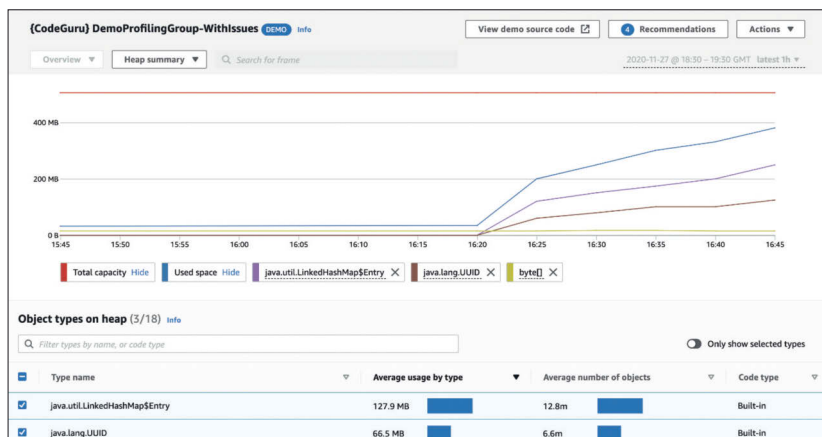 {CodeGuru} DemoProfilingGroup-WithIssues DEMO Info View demo source code 4 Recommendations Actions ▼
Overview ▼ Heap summary ▼ Search for frame 2020-11-27 @ 18:30 – 19:30 GMT latest 1h ▼
400 MB
200 MB
0 B
15:45 15:50 15:55 16:00 16:05 16:10 16:15 16:20 16:25 16:30 16:35 16:40 16:45
Total capacity Hide Used space Hide java.util.LinkedHashMap$Entry X java.lang.UUID X byte[] X
Object types on heap (3/18) Info
Filter types by name, or code type Only show selected types
Type name Average usage by type Average number of objects Code type
java.util.LinkedHashMap$Entry 127.9 MB 12.8m Built-in
java.lang.UUID 66.5 MB 6.6m Built-in